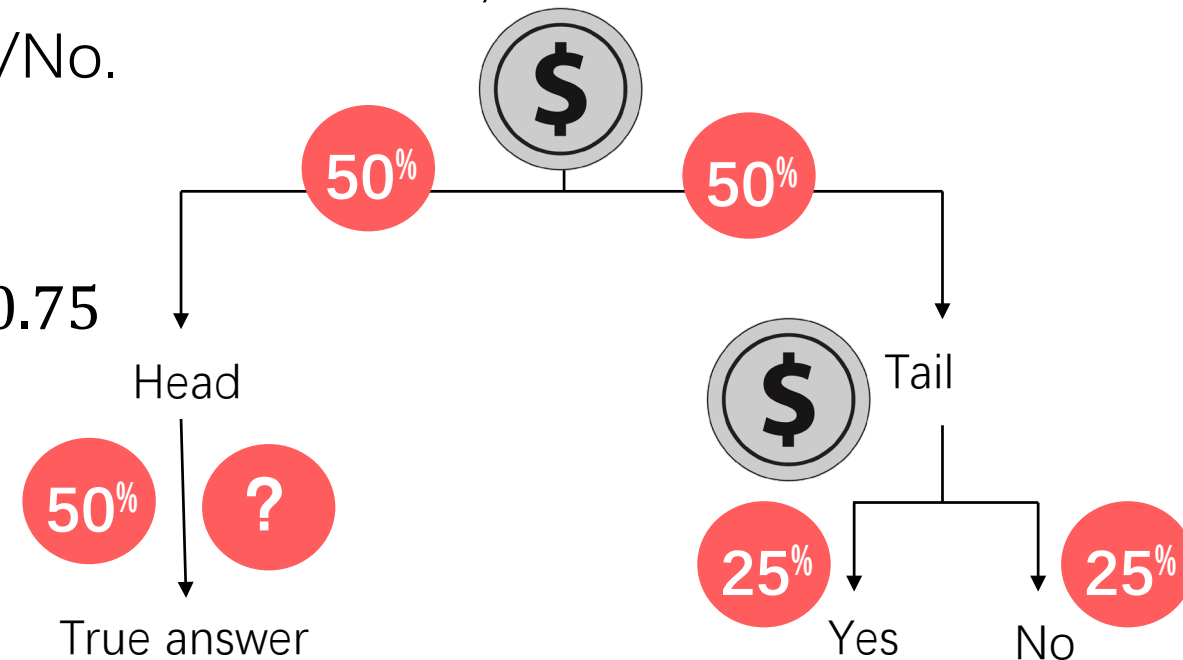 /No.
$
50%
50%
0.75
Head
$
Tail
50%
?
25%
25%
True answer
Yes
No